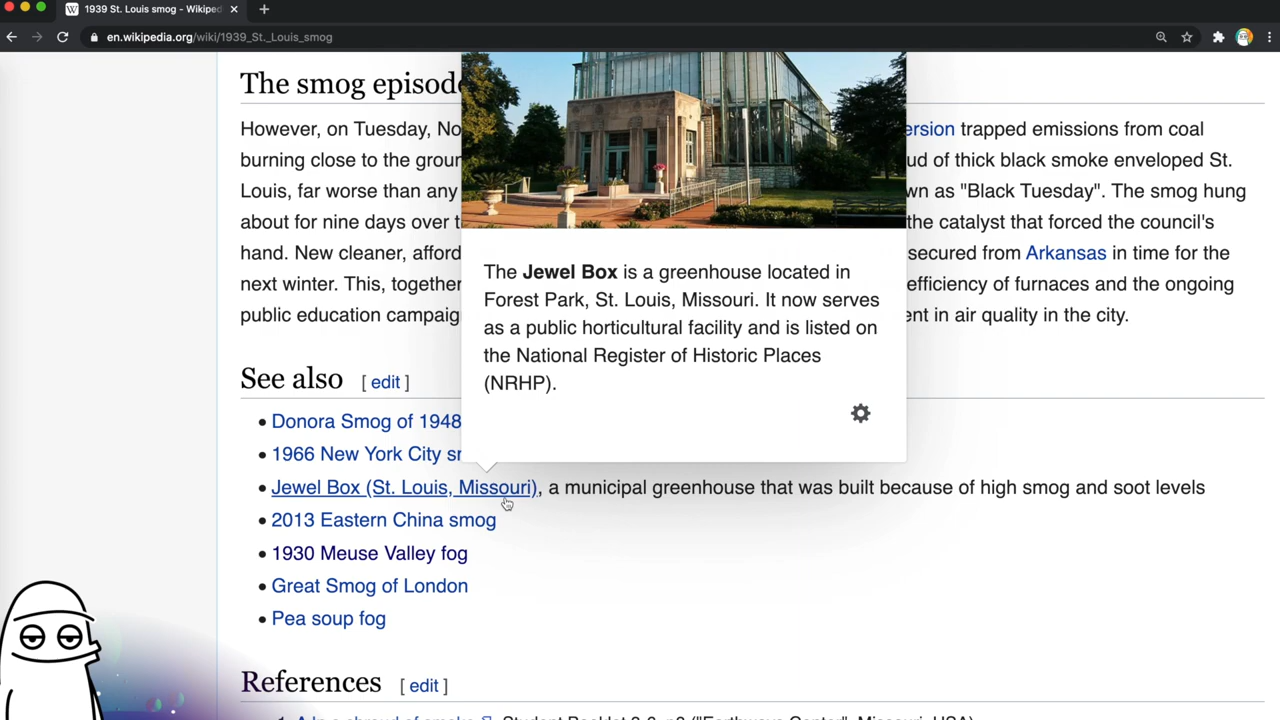 1939 St. Louis smog - Wikiped
en.wikipedia.org/wiki/1939_St._Louis_smog
The smog episod
However, on Tuesday, No ersion trapped emissions from coal
burning close to the groun ud of thick black smoke enveloped St.
Louis, far worse than any wn as "Black Tuesday". The smog hung
about for nine days over t the catalyst that forced the council's
hand. New cleaner, afford secured from Arkansas in time for the
next winter. This, together efficiency of furnaces and the ongoing
public education campaig ent in air quality in the city.
The Jewel Box is a greenhouse located in
Forest Park, St. Louis, Missouri. It now serves
as a public horticultural facility and is listed on
the National Register of Historic Places
(NRHP).
See also [ edit ]
Donora Smog of 1948
1966 New York City sr
Jewel Box (St. Louis, Missouri), a municipal greenhouse that was built because of high smog and soot levels
2013 Eastern China smog
1930 Meuse Valley fog
Great Smog of London
Pea soup fog
References [ edit ]
Student Booklet